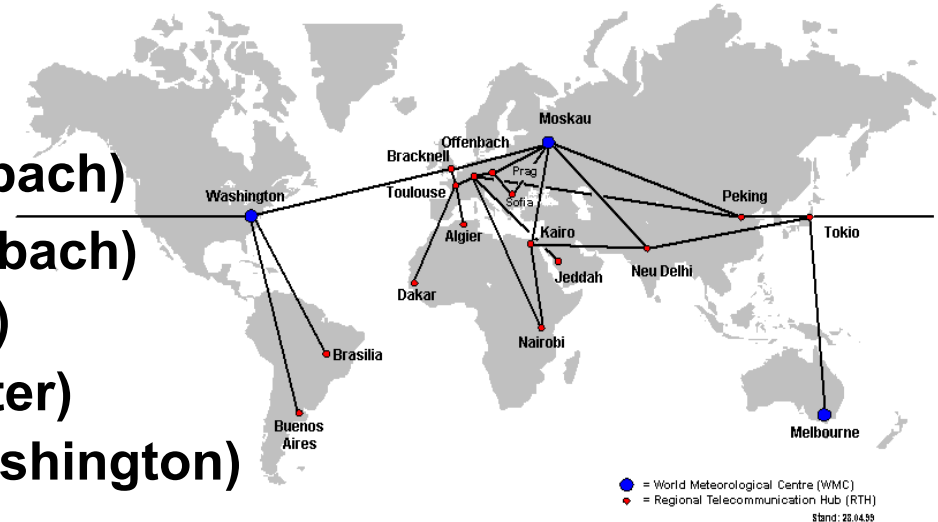 bach)
bach)
)
ter)
shington)
Moskau
Offenbach
Bracknell
Prag
Toulouse
Sofia
Washington
Peking
Algier
Kairo
Tokio
Jeddah
Neu Delhi
Dakar
Nairobi
Brasilia
Buenos
Aires
Melbourne
= World Meteorological Centre (WMC)
= Regional Telecommunication Hub (RTH)
Stand: 28.04.99